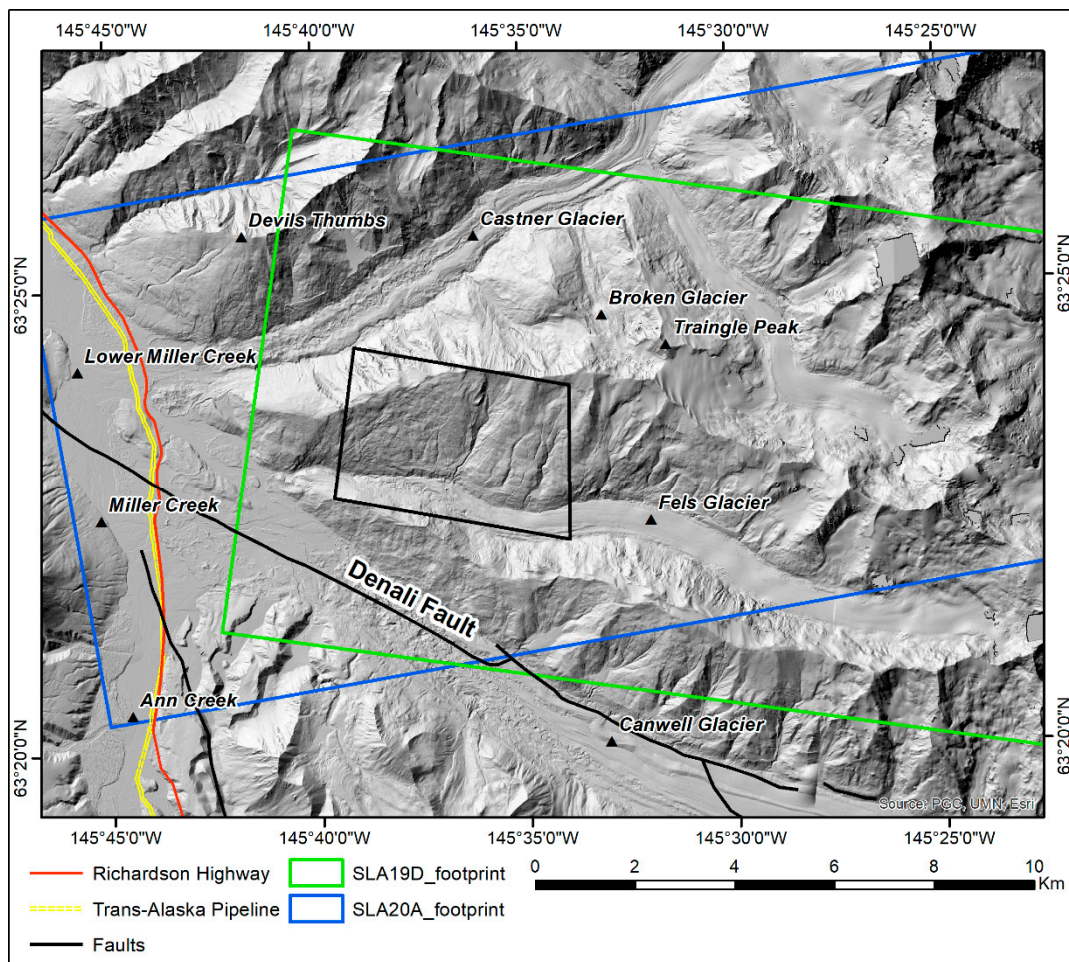 145°45'0"W 145°40'0"W 145°35'0"W 145°30'0"W 145°25'0"W
Devils Thumbs
Castner Glacier
63°25'0"N
63°25'0"N
Broken Glacier
Traingle Peak
Lower Miller Creek
Miller Creek
Fels Glacier
Denali Fault
Ann Creek
Canwell Glacier
63°20'0"N
63°20'0"N
Source: PGC, UMN, Esri
145°45'0"W 145°40'0"W 145°35'0"W 145°30'0"W 145°25'0"W
Richardson Highway
Trans-Alaska Pipeline
Faults
SLA19D_footprint
SLA20A_footprint
0 2 4 6 8 10
Km